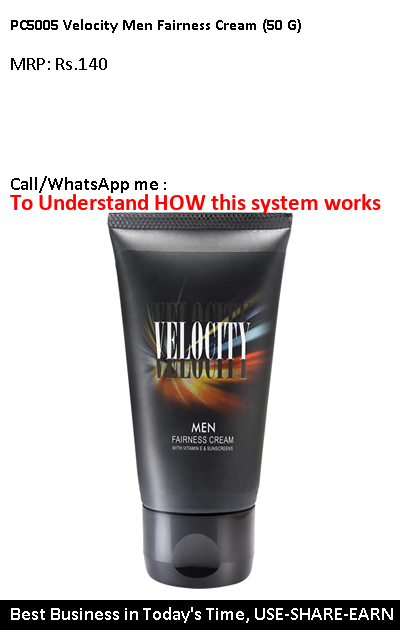 PC5005 Velocity Men Fairness Cream (50 G)
MRP: Rs.140
Call/WhatsApp me :
To Understand HOW this system works
VELOCITY
MEN
FAIRNESS CREAM
WITH VITAMIN E & SUNSCREENS
Best Business in Today's Time, USE-SHARE-EARN